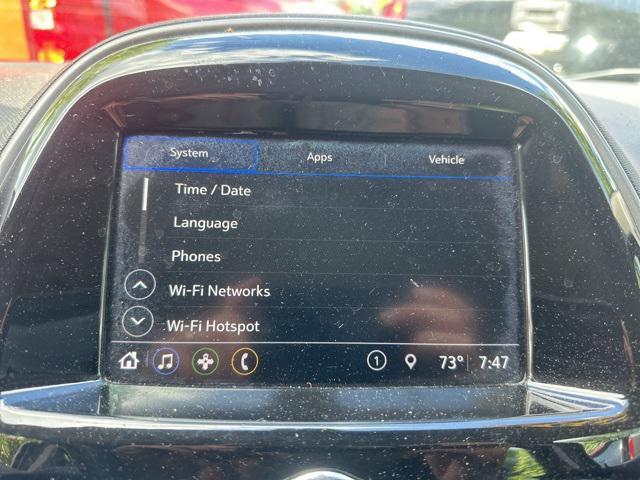 System Apps Vehicle
Time / Date
Language
Phones
Wi-Fi Networks
Wi-Fi Hotspot
1 73° 7:47